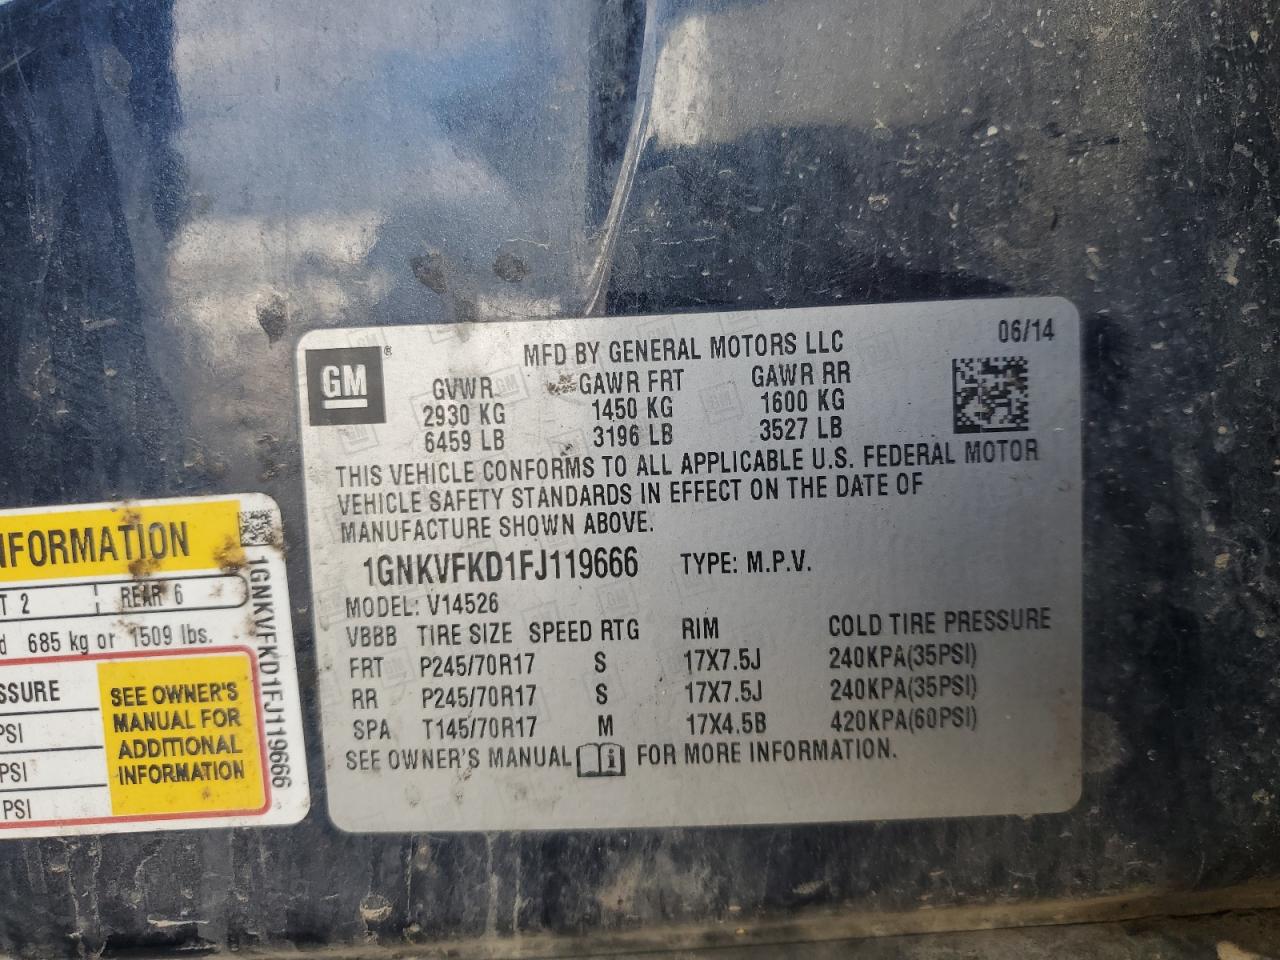 GM ®
MFD BY GENERAL MOTORS LLC 06/14
GVWR GAWR FRT GAWR RR
2930 KG 1450 KG 1600 KG
6459 LB 3196 LB 3527 LB
THIS VEHICLE CONFORMS TO ALL APPLICABLE U.S. FEDERAL MOTOR
VEHICLE SAFETY STANDARDS IN EFFECT ON THE DATE OF
MANUFACTURE SHOWN ABOVE.
1GNKVFKD1FJ119666 TYPE: M.P.V.
MODEL: V14526
VBBB TIRE SIZE SPEED RTG RIM COLD TIRE PRESSURE
FRT P245/70R17 S 17X7.5J 240KPA(35PSI)
RR P245/70R17 S 17X7.5J 240KPA(35PSI)
SPA T145/70R17 M 17X4.5B 420KPA(60PSI)
SEE OWNER'S MANUAL FOR MORE INFORMATION.
NFORMATION
T 2 REAR 6
d 685 kg or 1509 lbs.
SSURE
PSI
PSI
PSI
SEE OWNER'S
MANUAL FOR
ADDITIONAL
INFORMATION
1GNKVFKD1FJ119666